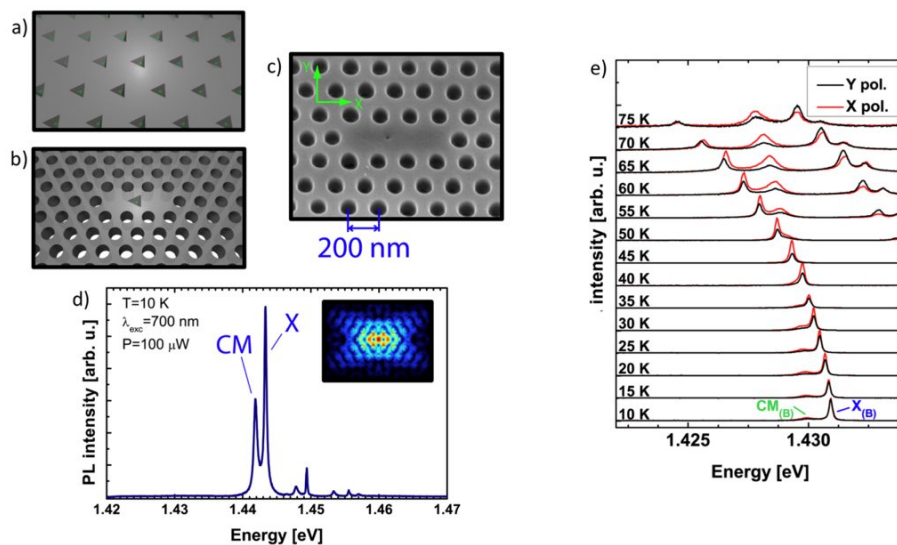 a)
b)
c)
Y
X
200 nm
d)
T=10 K
λexc=700 nm
P=100 μW
CM
X
PL intensity [arb. u.]
1.42 1.43 1.44 1.45 1.46 1.47
Energy [eV]
e)
Y pol.
X pol.
75 K
70 K
65 K
60 K
55 K
50 K
45 K
40 K
35 K
30 K
25 K
20 K
15 K
10 K
CM(B)
X(B)
intensity [arb. u.]
1.425 1.430
Energy [eV]